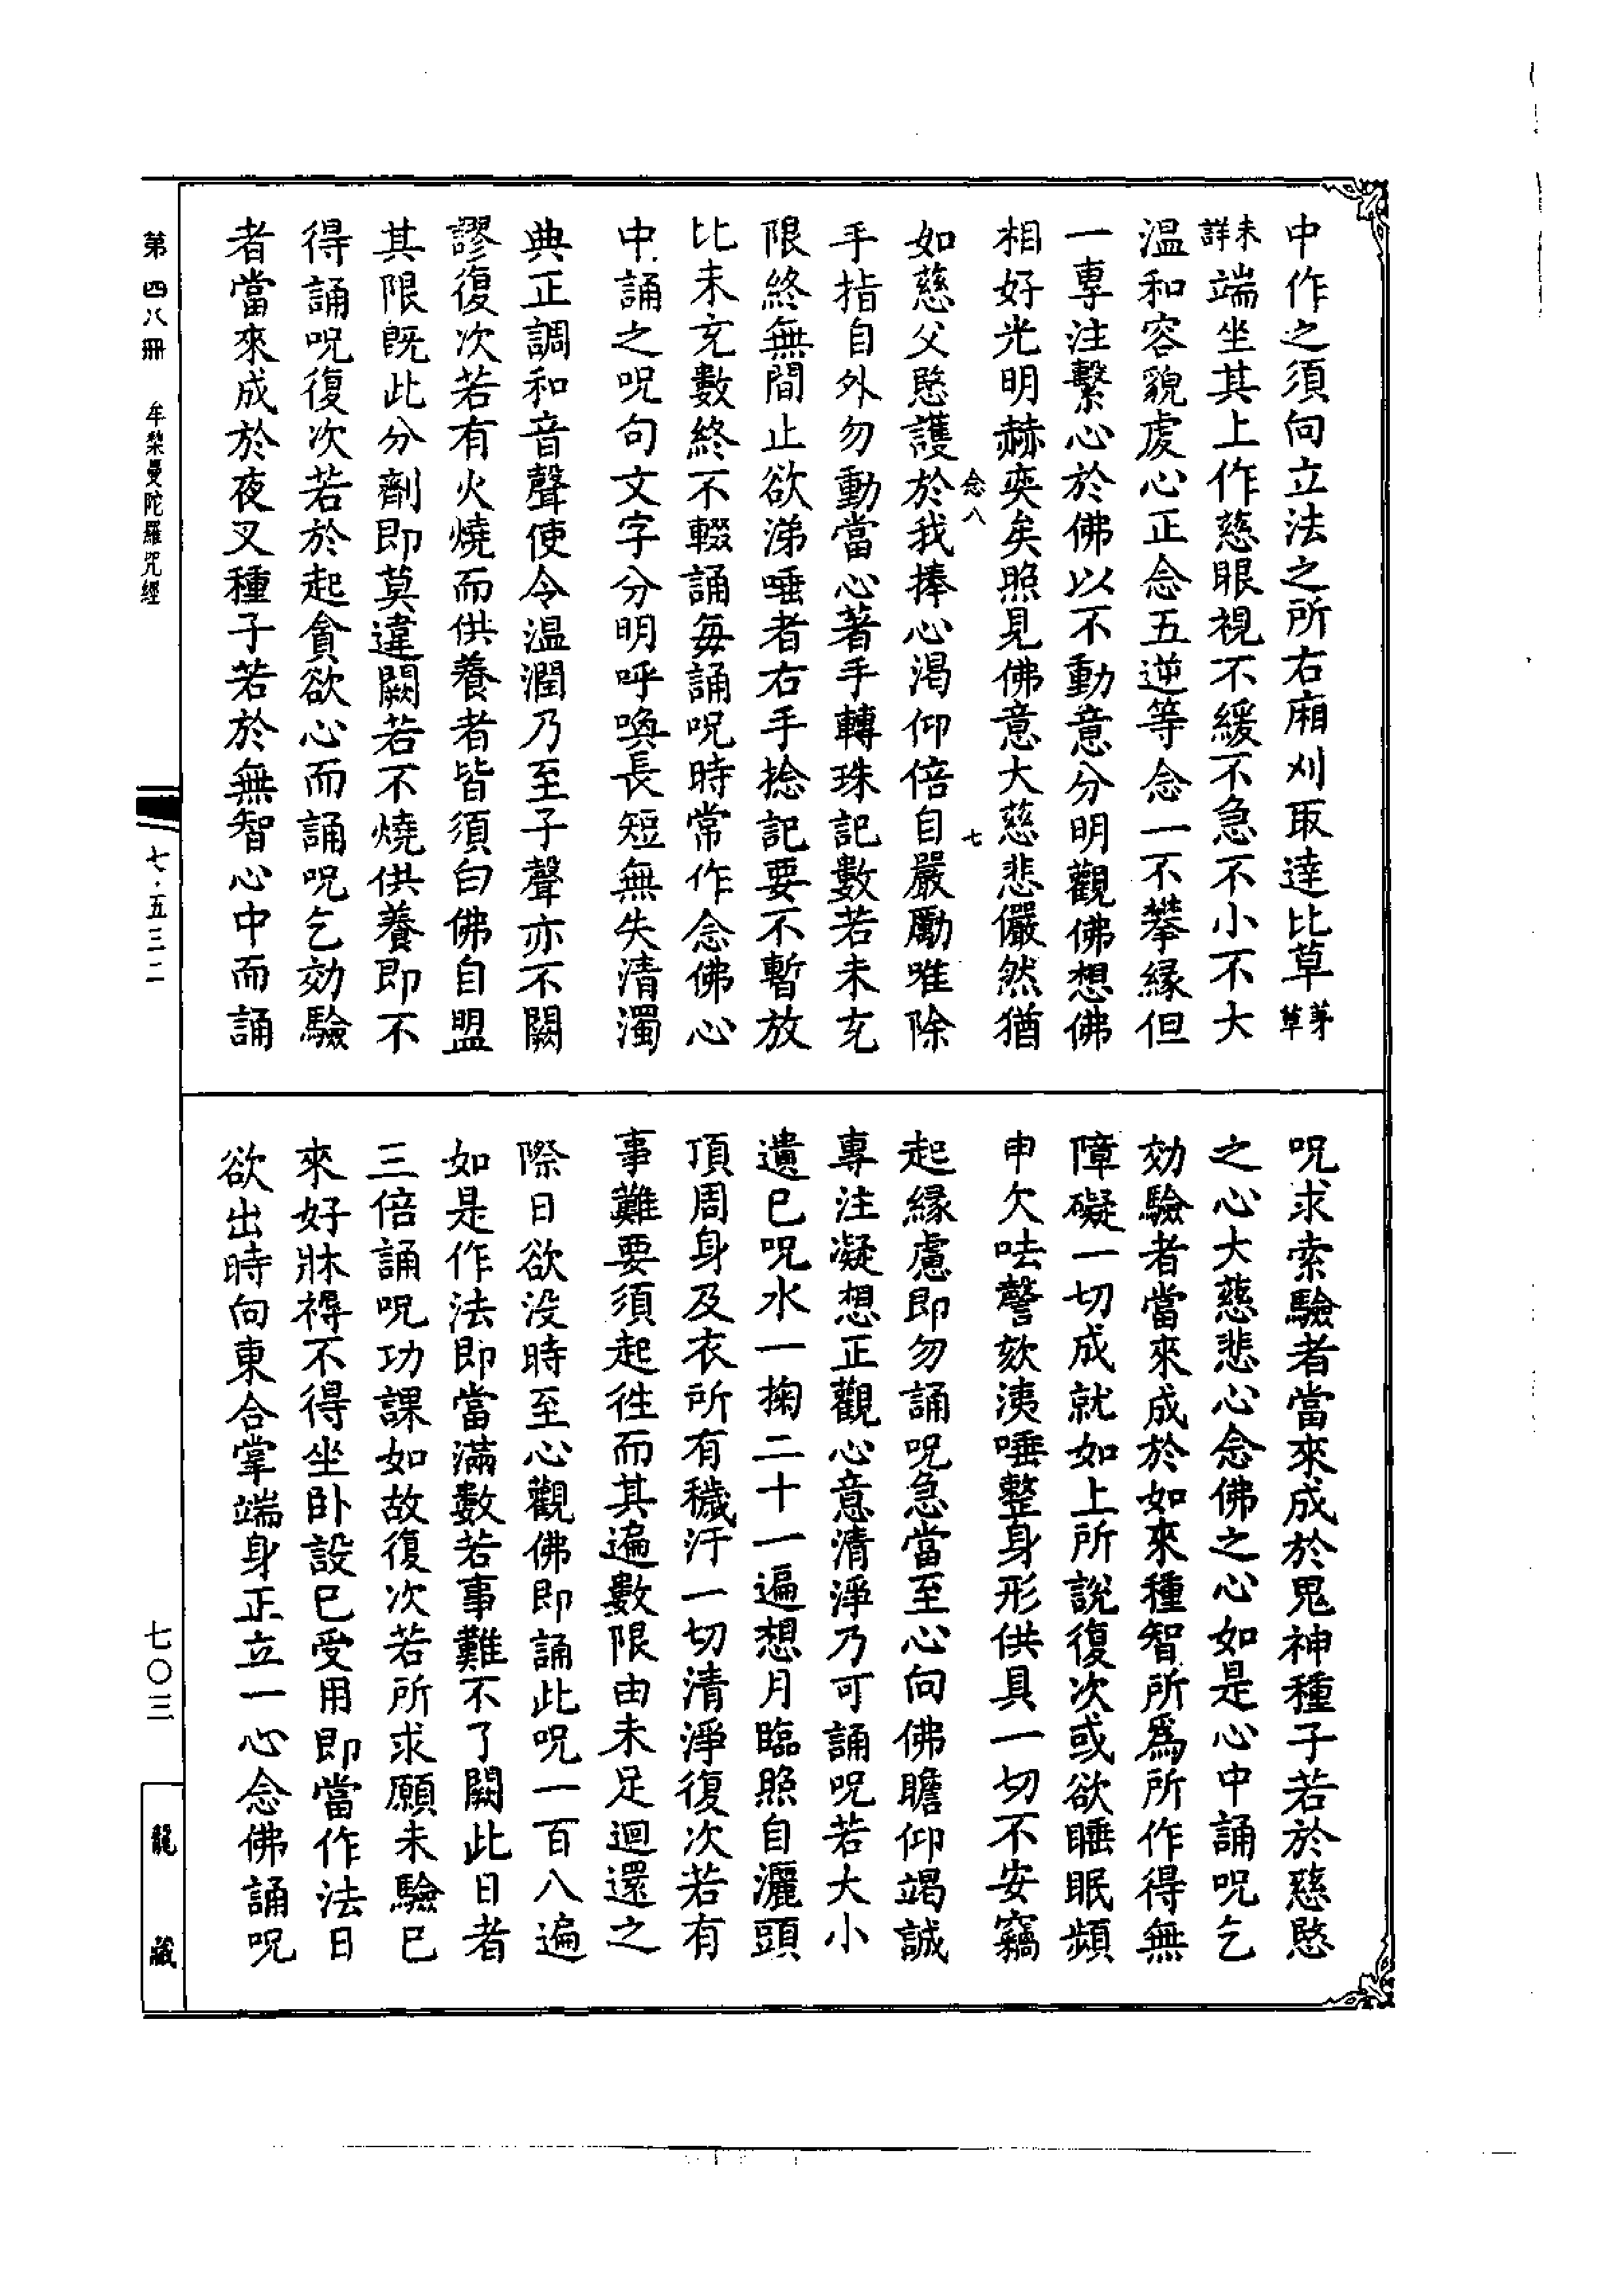 中作之須向立法之所右廂刈取達比草茅草
未詳端坐其上作慈眼視不緩不急不小不大
溫和容貌虔心正念五逆等念一不攀緣但
一專注繫心於佛以不動意分明觀佛想佛
相好光明赫奕矣照見佛意大慈悲儼然猶
念八 七
如慈父愍護於我捧心渴仰倍自嚴勵唯除
手指自外勿動當心著手轉珠記數若未充
限終無間止欲涕唾者右手捻記要不暫放
比未充數終不輟誦每誦呪時常作念佛心
中誦之呪句文字分明呼喚長短無失清濁
典正調和音聲使令溫潤乃至子聲亦不闕
謬復次若有火燒而供養者皆須白佛自盟
其限既此分劑即莫違闕若不燒供養即不
得誦呪復次若於起貪欲心而誦呪乞効驗
者當來成於夜叉種子若於無智心中而誦
呪求索驗者當來成於鬼神種子若於慈愍
之心大慈悲心念佛之心如是心中誦呪乞
効驗者當來成於如來種智所爲所作得無
障礙一切成就如上所說復次或欲睡眠頻
申欠呿謦欬洟唾整身形供具一切不安竊
起緣慮即勿誦呪急當至心向佛瞻仰竭誠
專注凝想正觀心意清淨乃可誦呪若大小
遺已呪水一掬二十一遍想月臨照自灑頭
頂周身及衣所有穢汙一切清淨復次若有
事難要須起徃而其遍數限由未足迴還之
際日欲没時至心觀佛即誦此呪一百八遍
如是作法即當滿數若事難不了闕此日者
三倍誦呪功課如故復次若所求願未驗已
來好牀褥不得坐卧設已受用即當作法日
欲出時向東合掌端身正立一心念佛誦呪
第四八冊 牟棃曼陀羅咒經 七·五三二 七〇三 龍藏